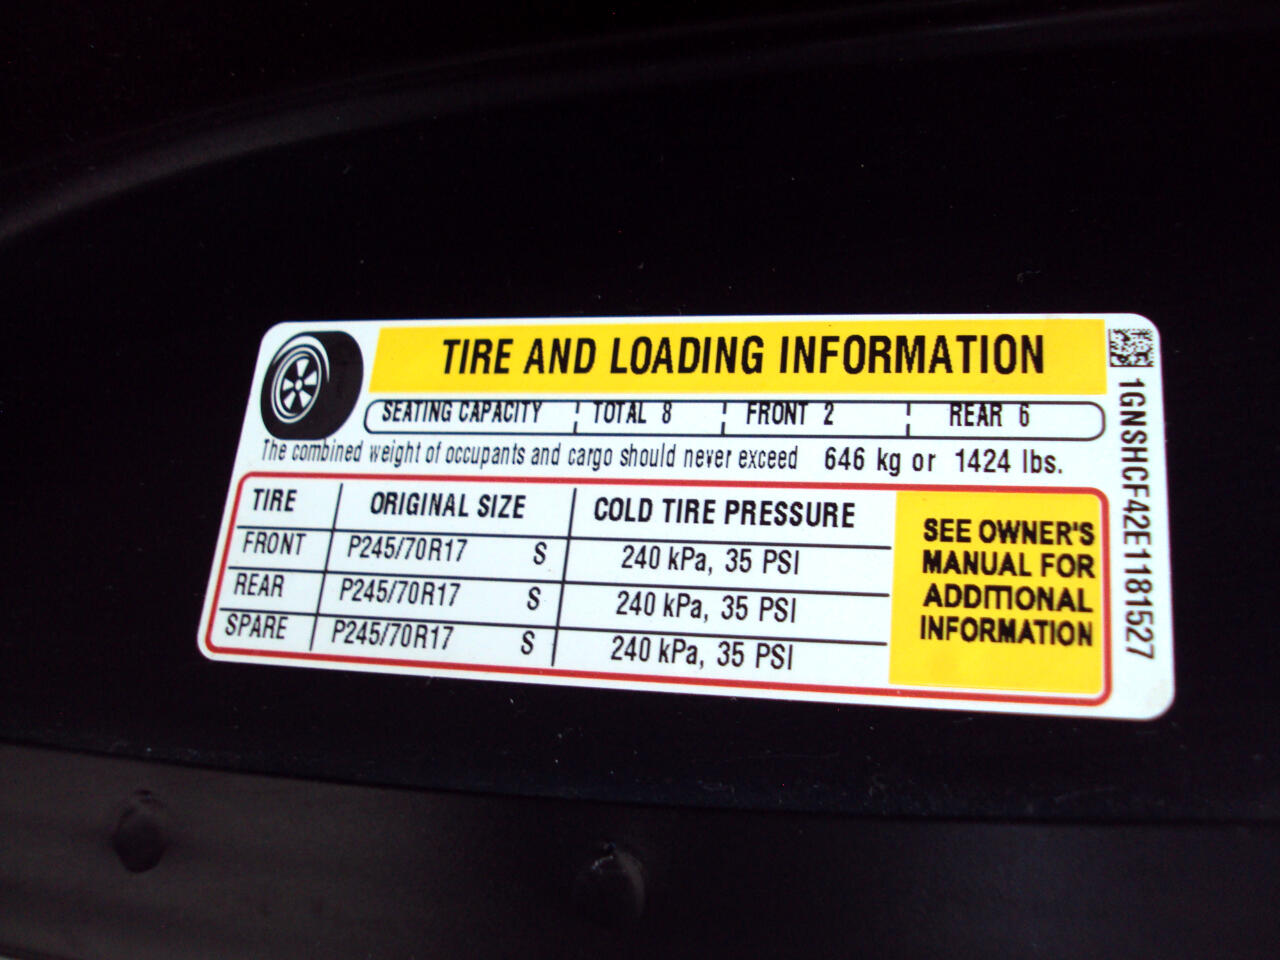 TIRE AND LOADING INFORMATION
SEATING CAPACITY TOTAL 8 FRONT 2 REAR 6
The combined weight of occupants and cargo should never exceed 646 kg or 1424 lbs.
TIRE ORIGINAL SIZE COLD TIRE PRESSURE
FRONT P245/70R17 S 240 kPa, 35 PSI
REAR P245/70R17 S 240 kPa, 35 PSI
SPARE P245/70R17 S 240 kPa, 35 PSI
SEE OWNER'S
MANUAL FOR
ADDITIONAL
INFORMATION
1GNSHCF42E1181527